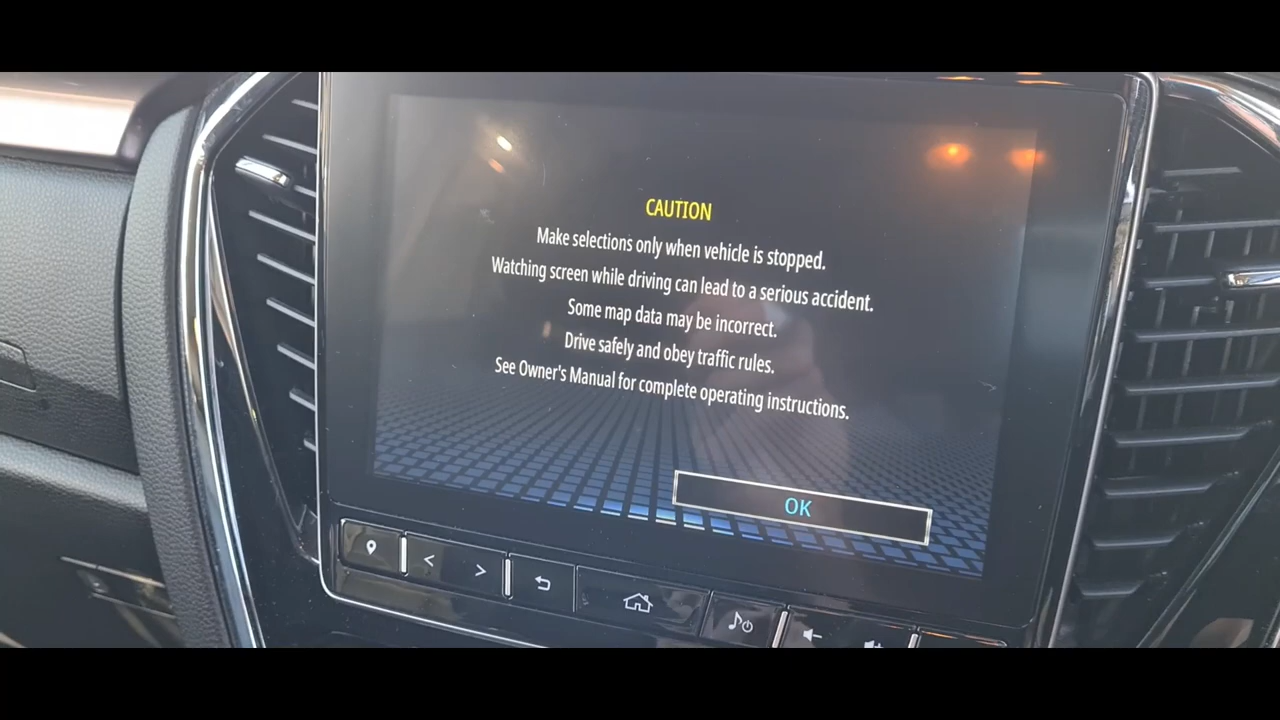 CAUTION
Make selections only when vehicle is stopped.
Watching screen while driving can lead to a serious accident.
Some map data may be incorrect.
Drive safely and obey traffic rules.
See Owner's Manual for complete operating instructions.
OK